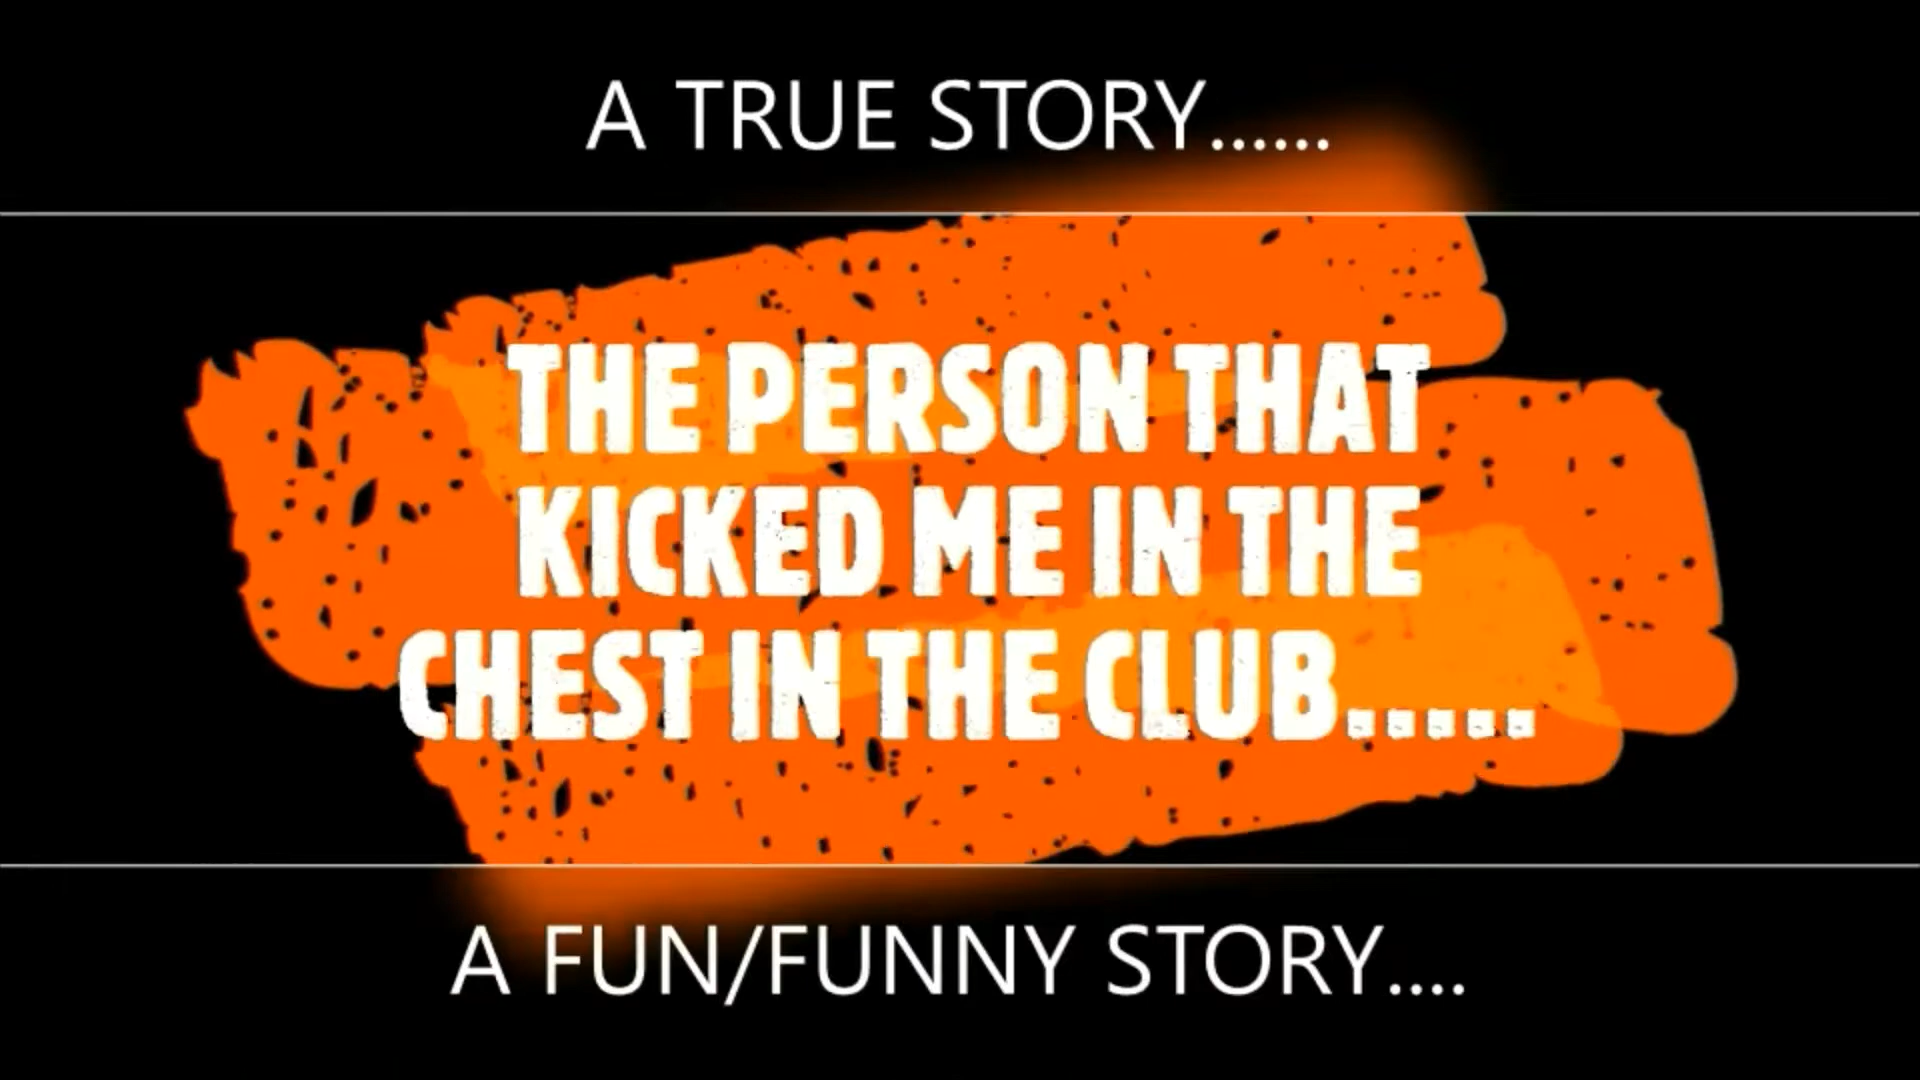 A TRUE STORY......
THE PERSON THAT
KICKED ME IN THE
CHEST IN THE CLUB.....
A FUN/FUNNY STORY....